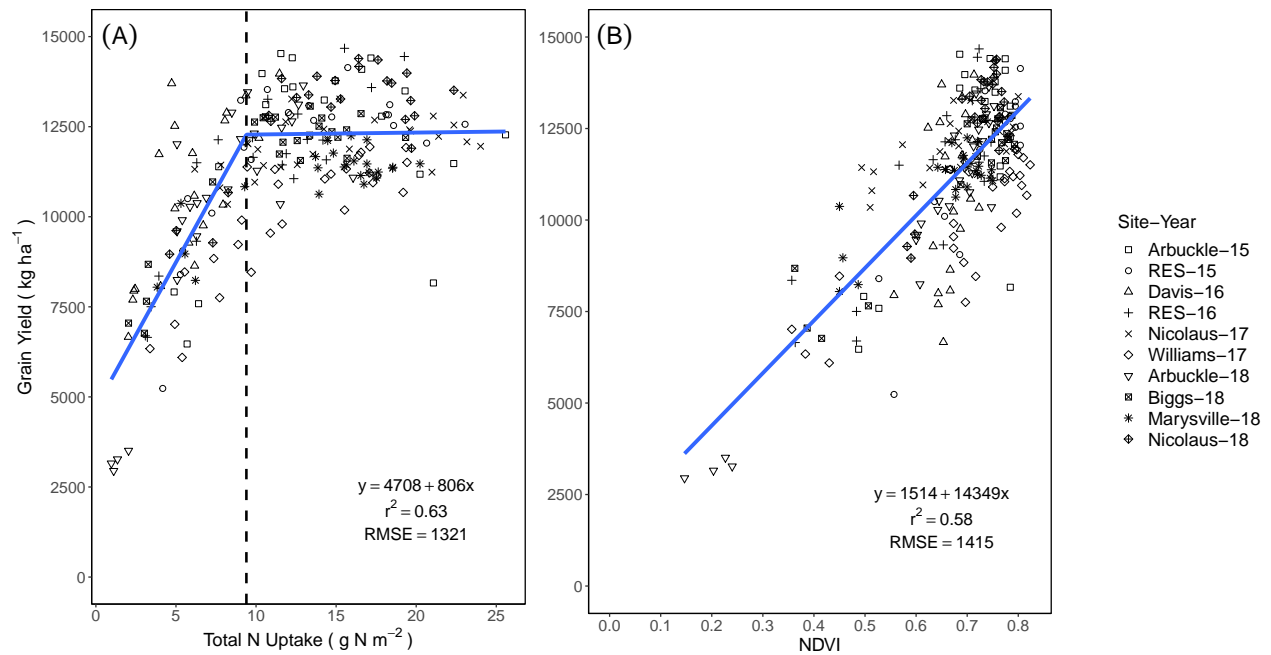 (A)
Grain Yield ( kg ha⁻¹ )
15000
12500
10000
7500
5000
2500
0
y = 4708 + 806x
r² = 0.63
RMSE = 1321
0 5 10 15 20 25
Total N Uptake ( g N m⁻² )
(B)
15000
12500
10000
7500
5000
2500
0
y = 1514 + 14349x
r² = 0.58
RMSE = 1415
0.0 0.1 0.2 0.3 0.4 0.5 0.6 0.7 0.8
NDVI
Site−Year
Arbuckle−15
RES−15
Davis−16
RES−16
Nicolaus−17
Williams−17
Arbuckle−18
Biggs−18
Marysville−18
Nicolaus−18